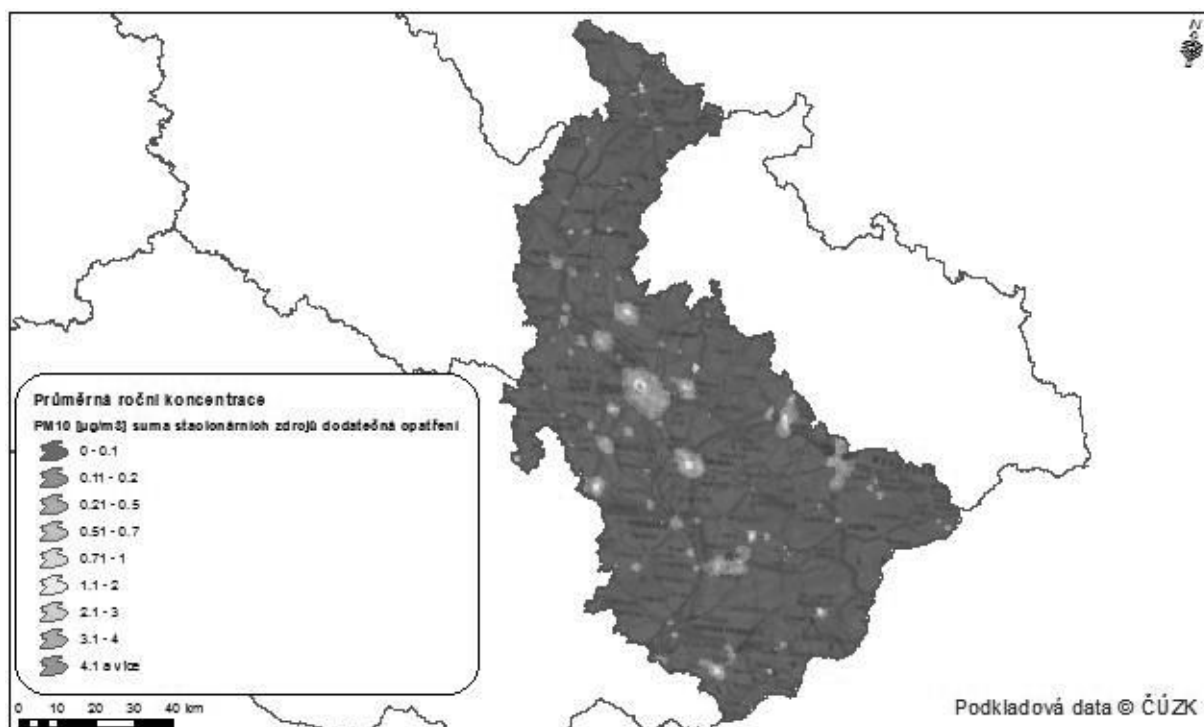 N
Průměrná roční koncentrace
PM10 [µg/m3] suma stacionárních zdrojů dodatečná opatření
0 - 0.1
0.11 - 0.2
0.21 - 0.5
0.51 - 0.7
0.71 - 1
1.1 - 2
2.1 - 3
3.1 - 4
4.1 a více
0 5 10 20 30 40 km
Podkladová data © ČÚZK